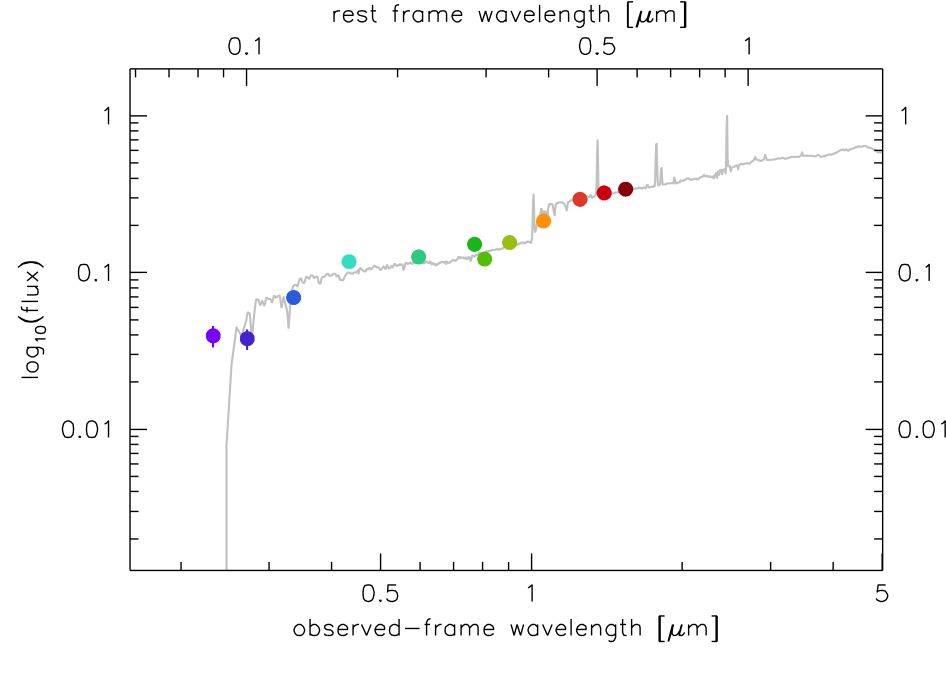 rest frame wavelength [μm]
0.1 0.5 1
1 1
0.1 0.1
0.01 0.01
log10(flux)
0.5 1 5
observed-frame wavelength [μm]